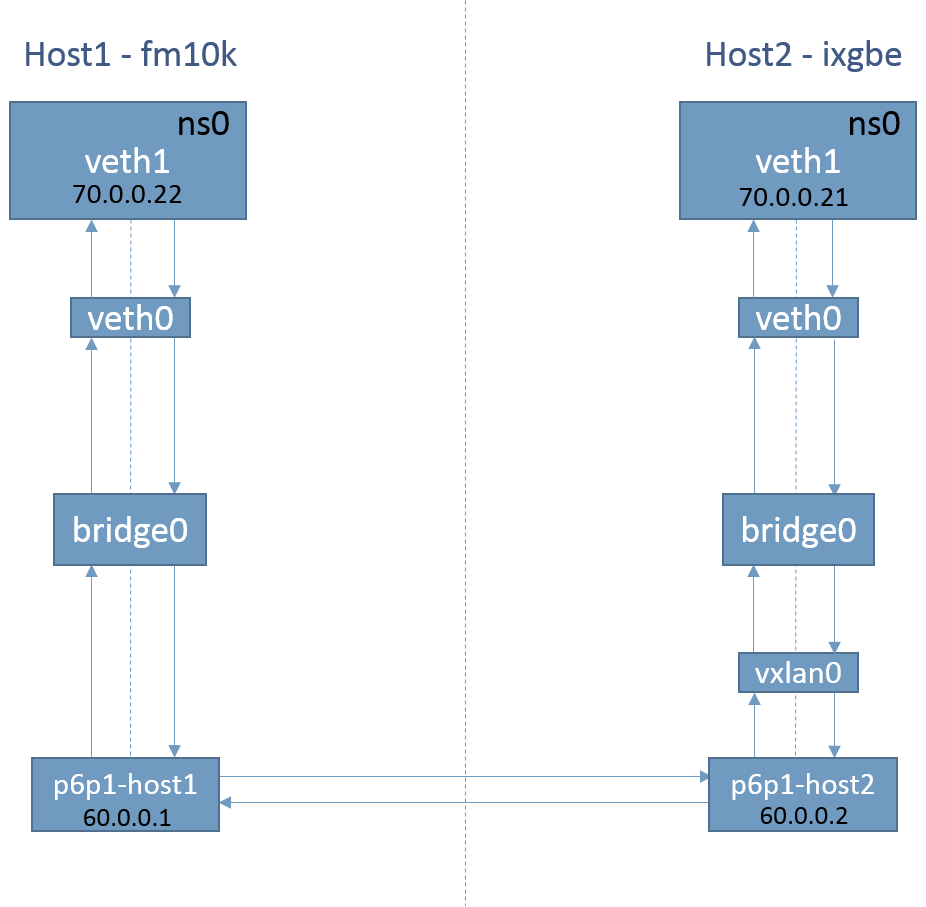 Host1 - fm10k
ns0
veth1
70.0.0.22
veth0
bridge0
p6p1-host1
60.0.0.1
Host2 - ixgbe
ns0
veth1
70.0.0.21
veth0
bridge0
vxlan0
p6p1-host2
60.0.0.2